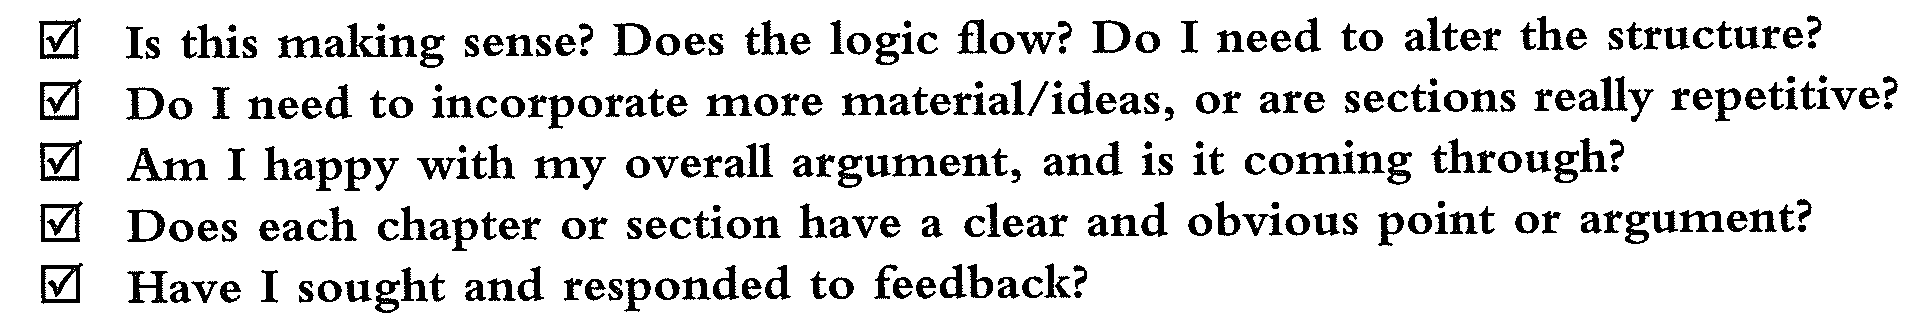 ☑ Is this making sense? Does the logic flow? Do I need to alter the structure?
☑ Do I need to incorporate more material/ideas, or are sections really repetitive?
☑ Am I happy with my overall argument, and is it coming through?
☑ Does each chapter or section have a clear and obvious point or argument?
☑ Have I sought and responded to feedback?